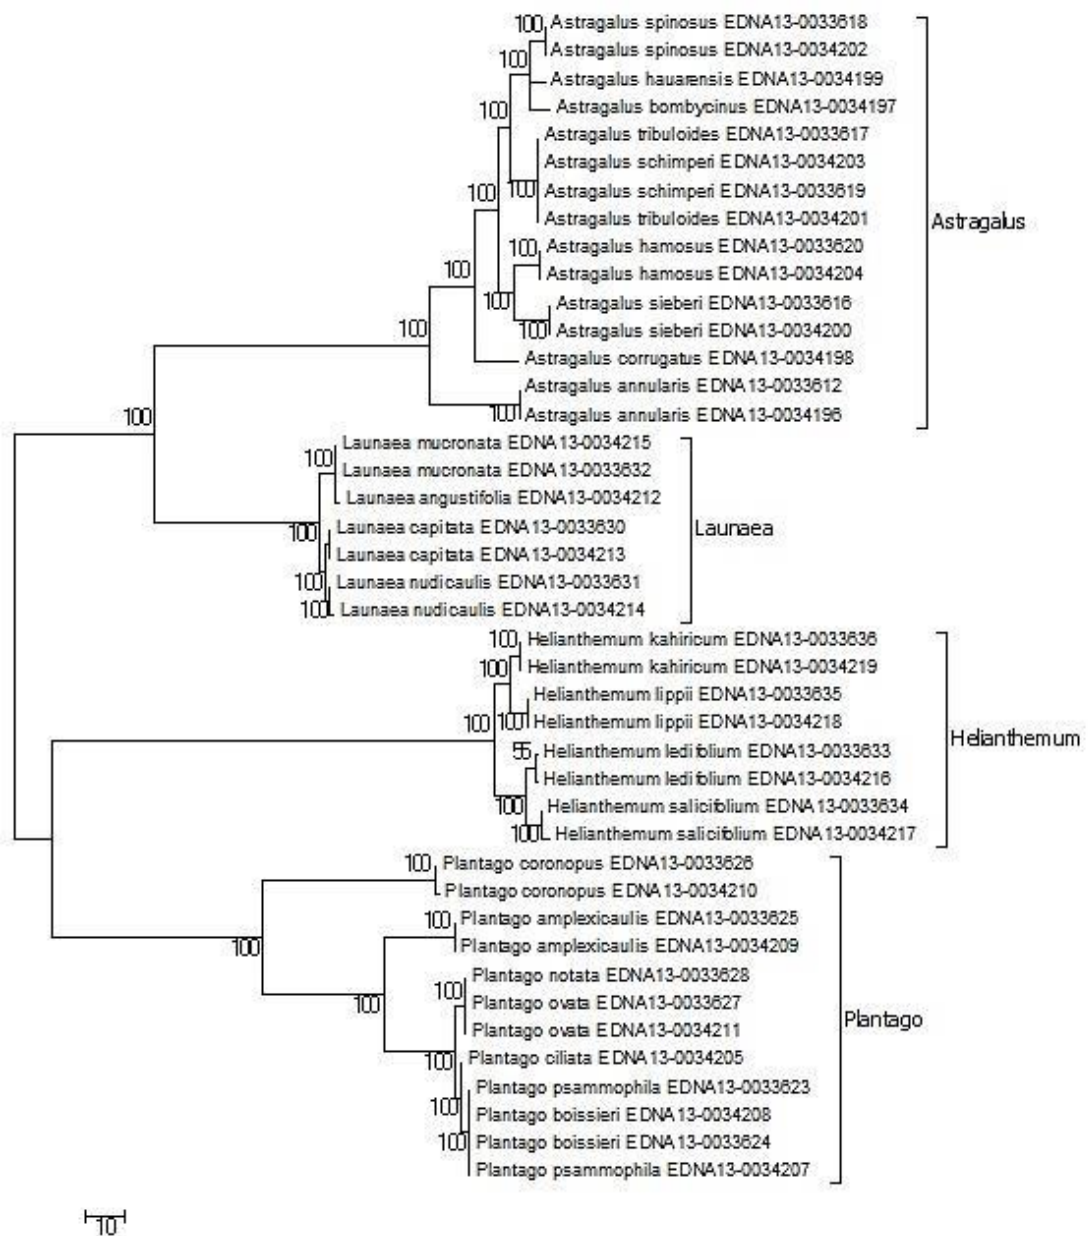 100 Astragalus spinosus EDNA13-0033618
Astragalus spinosus EDNA13-0034202
100
Astragalus hauarensis EDNA13-0034199
100 Astragalus bombycinus EDNA13-0034197
Astragalus tribuloides EDNA13-0033617
Astragalus schimperi EDNA13-0034203
100 100 Astragalus schimperi EDNA13-0033619
Astragalus tribuloides EDNA13-0034201
Astragalus
100 Astragalus hamosus EDNA13-0033620
100 Astragalus hamosus EDNA13-0034204
100 Astragalus sieberi EDNA13-0033616
100 100 Astragalus sieberi EDNA13-0034200
Astragalus corrugatus EDNA13-0034198
Astragalus annularis EDNA13-0033612
100 100 Astragalus annularis EDNA13-0034196
Launaea mucronata EDNA13-0034215
100 Launaea mucronata EDNA13-0033632
Launaea angustifolia EDNA13-0034212
100 Launaea capitata EDNA13-0033630
Launaea
Launaea capitata EDNA13-0034213
100 Launaea nudicaulis EDNA13-0033631
100 Launaea nudicaulis EDNA13-0034214
100 Helianthemum kahiricum EDNA13-0033636
100 Helianthemum kahiricum EDNA13-0034219
Helianthemum lippii EDNA13-0033635
100 100 Helianthemum lippii EDNA13-0034218
Helianthemum
55 Helianthemum ledifolium EDNA13-0033633
Helianthemum ledifolium EDNA13-0034216
100 Helianthemum salicifolium EDNA13-0033634
100 Helianthemum salicifolium EDNA13-0034217
100 Plantago coronopus EDNA13-0033626
Plantago coronopus EDNA13-0034210
100 Plantago amplexicaulis EDNA13-0033625
100 Plantago amplexicaulis EDNA13-0034209
Plantago notata EDNA13-0033628
100 100 Plantago ovata EDNA13-0033627
Plantago
Plantago ovata EDNA13-0034211
100 Plantago ciliata EDNA13-0034205
Plantago psammophila EDNA13-0033623
100 Plantago boissieri EDNA13-0034208
100 Plantago boissieri EDNA13-0033624
Plantago psammophila EDNA13-0034207
10